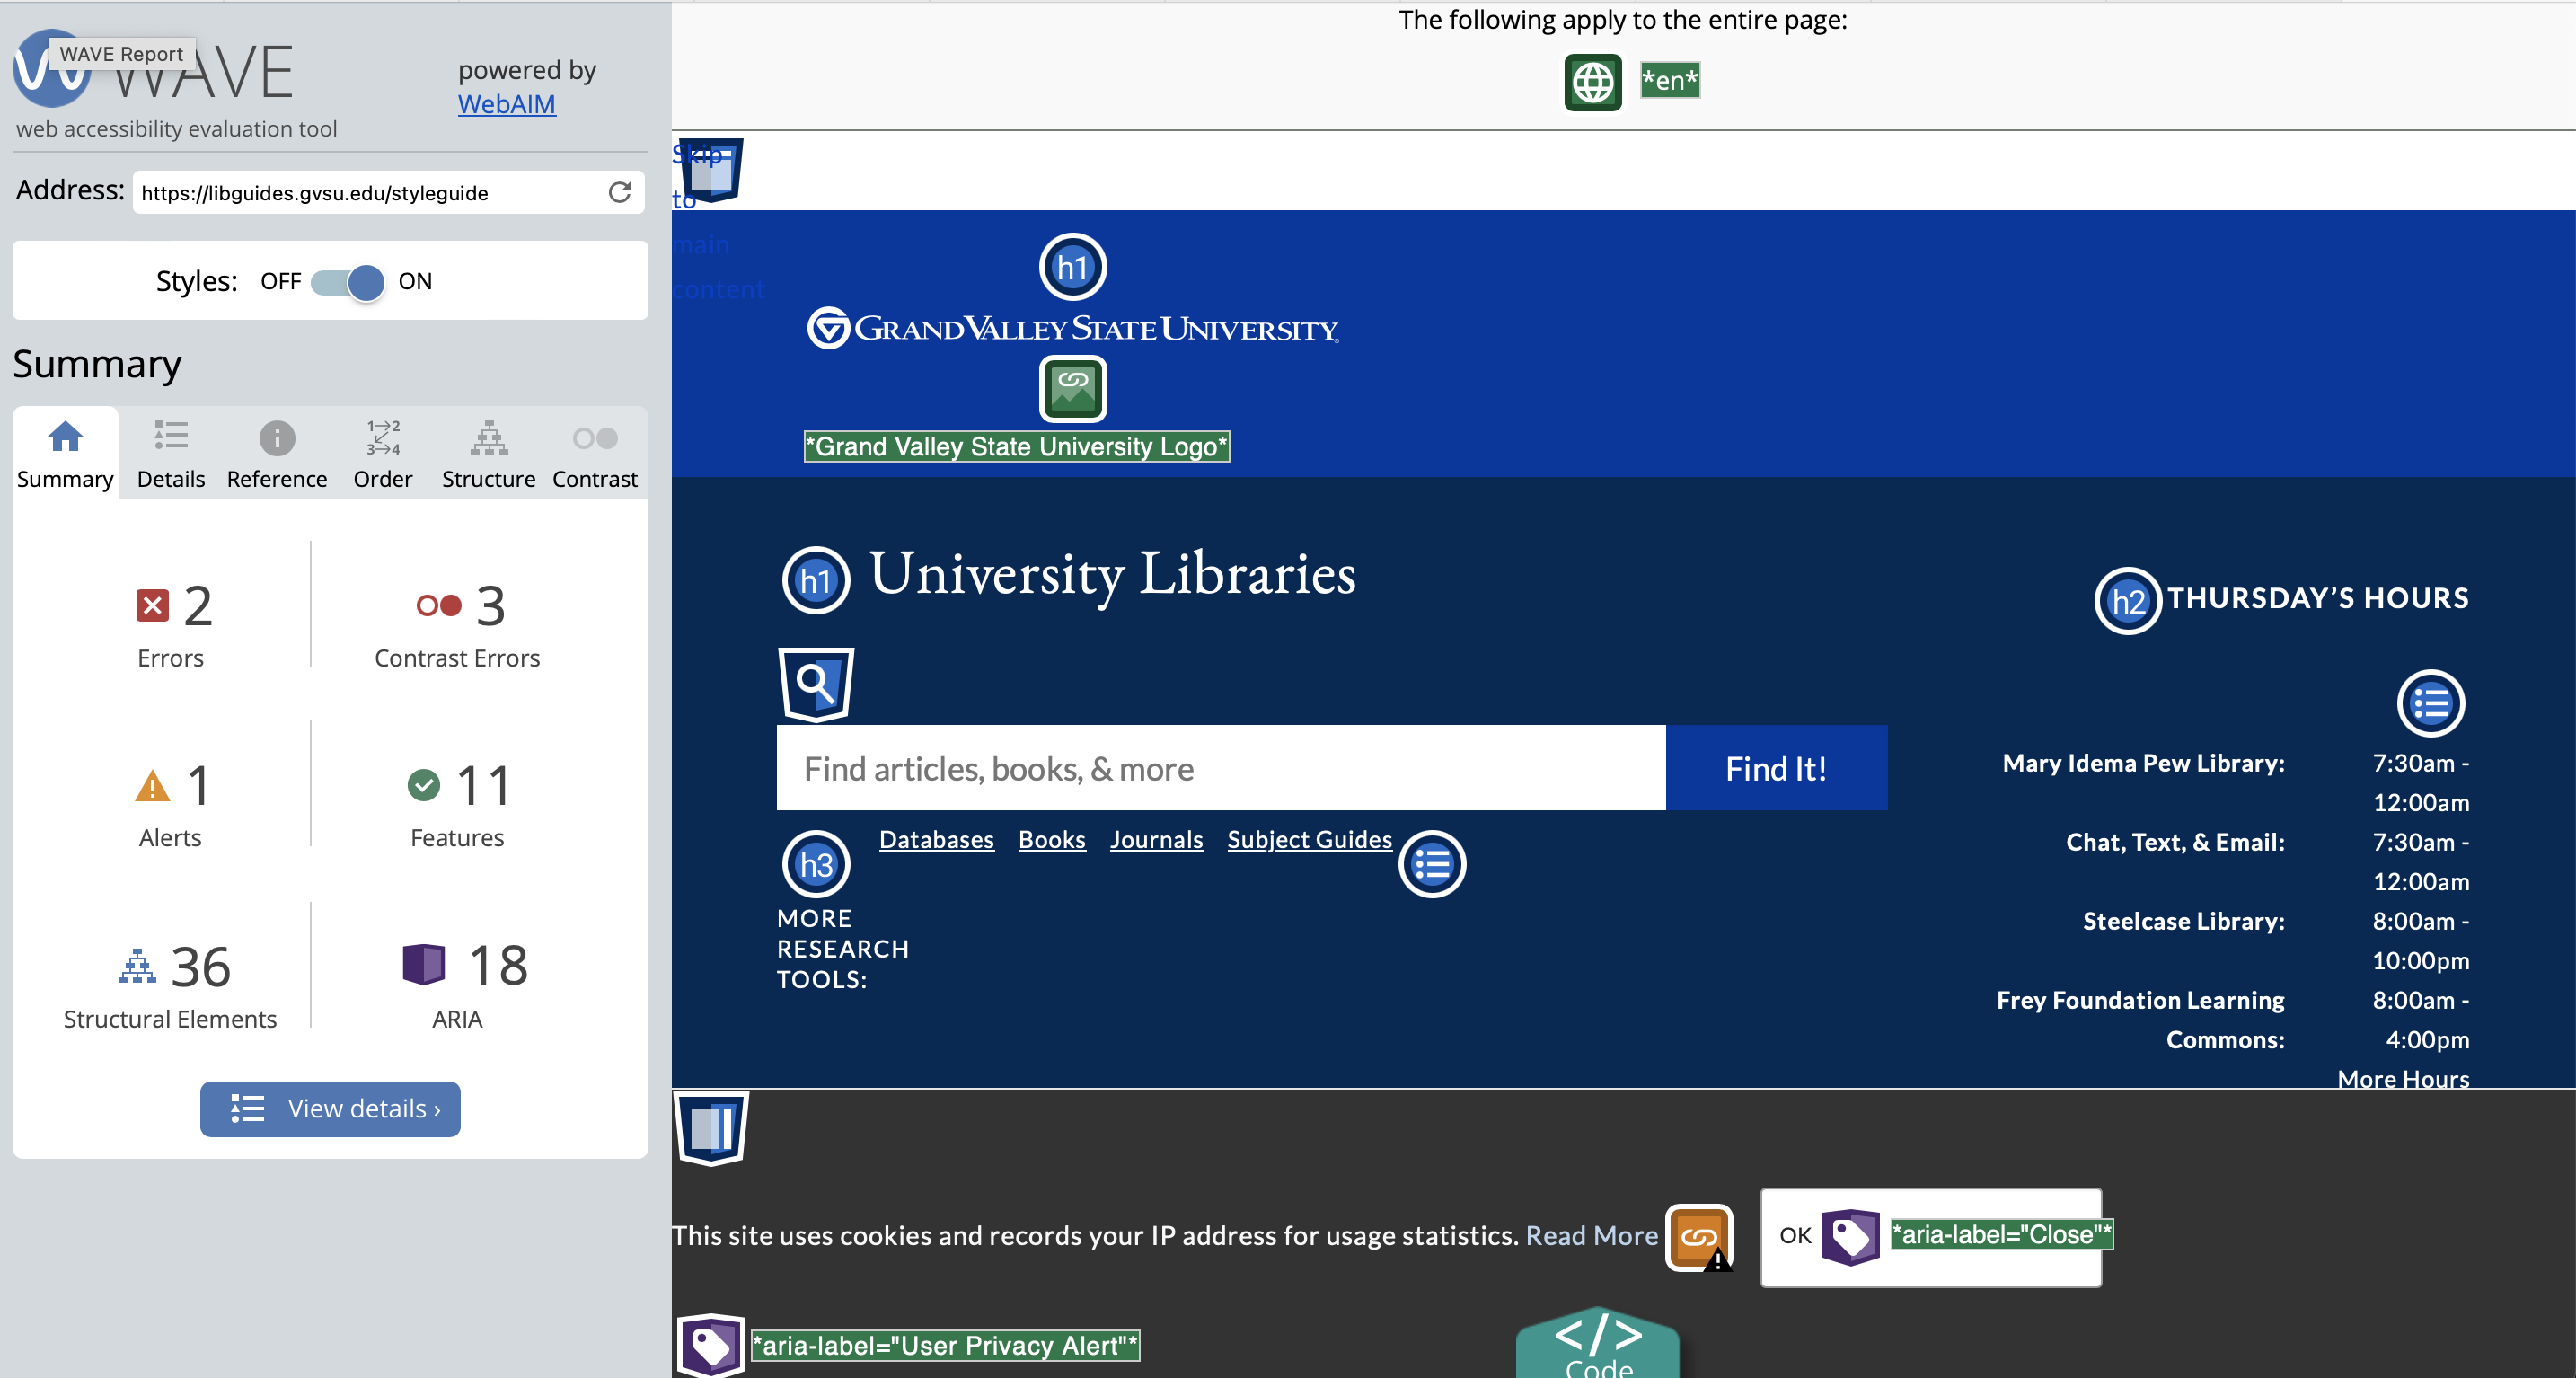 WAVE Report
WAVE
web accessibility evaluation tool
powered by
WebAIM
Address: https://libguides.gvsu.edu/styleguide
Styles: OFF ON
Summary
Summary Details Reference Order Structure Contrast
2
Errors
3
Contrast Errors
1
Alerts
11
Features
36
Structural Elements
18
ARIA
View details ›
The following apply to the entire page:
*en*
Skip
to
main
content
h1
GRAND VALLEY STATE UNIVERSITY
*Grand Valley State University Logo*
h1 University Libraries
Find articles, books, & more Find It!
h3 Databases Books Journals Subject Guides
MORE
RESEARCH
TOOLS:
h2 THURSDAY’S HOURS
Mary Idema Pew Library: 7:30am -
12:00am
Chat, Text, & Email: 7:30am -
12:00am
Steelcase Library: 8:00am -
10:00pm
Frey Foundation Learning 8:00am -
Commons: 4:00pm
More Hours
This site uses cookies and records your IP address for usage statistics. Read More OK *aria-label="Close"*
*aria-label="User Privacy Alert"*
</>
Code